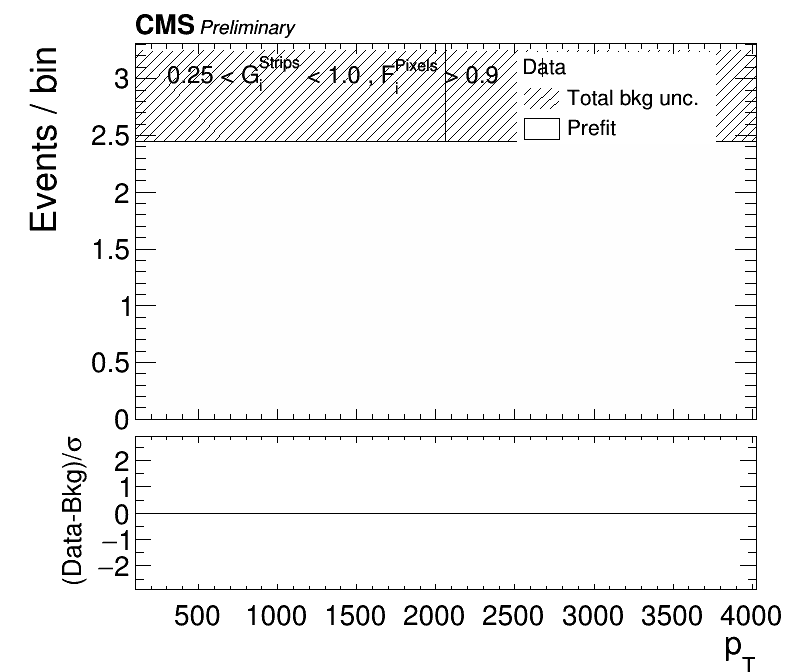 CMS Preliminary
Events / bin
0.25 < G_i^Strips < 1.0 , F_i^Pixels > 0.9
Data
Total bkg unc.
Prefit
3
2.5
2
1.5
1
0.5
0
(Data-Bkg)/σ
2
1
0
−1
−2
500 1000 1500 2000 2500 3000 3500 4000
p_T